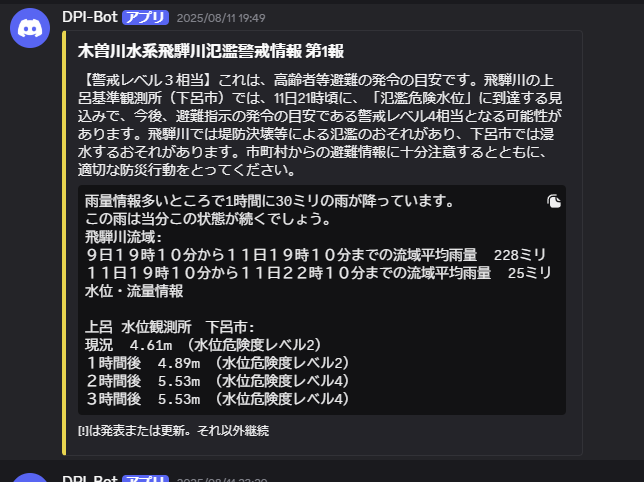 DPI-Bot アプリ 2025/08/11 19:49
木曽川水系飛騨川氾濫警戒情報 第1報
【警戒レベル３相当】これは、高齢者等避難の発令の目安です。飛騨川の上
呂基準観測所（下呂市）では、11日21時頃に、「氾濫危険水位」に到達する見
込みで、今後、避難指示の発令の目安である警戒レベル4相当となる可能性が
あります。飛騨川では堤防決壊等による氾濫のおそれがあり、下呂市では浸
水するおそれがあります。市町村からの避難情報に十分注意するとともに、
適切な防災行動をとってください。
雨量情報多いところで1時間に30ミリの雨が降っています。
この雨は当分この状態が続くでしょう。
飛騨川流域:
９日１９時１０分から１１日１９時１０分までの流域平均雨量　228ミリ
１１日１９時１０分から１１日２２時１０分までの流域平均雨量　25ミリ
水位・流量情報
上呂 水位観測所　下呂市:
現況　4.61m （水位危険度レベル2）
１時間後　4.89m （水位危険度レベル2）
２時間後　5.53m （水位危険度レベル4）
３時間後　5.53m （水位危険度レベル4）
[!]は発表または更新。それ以外継続
DPI-Bot アプリ